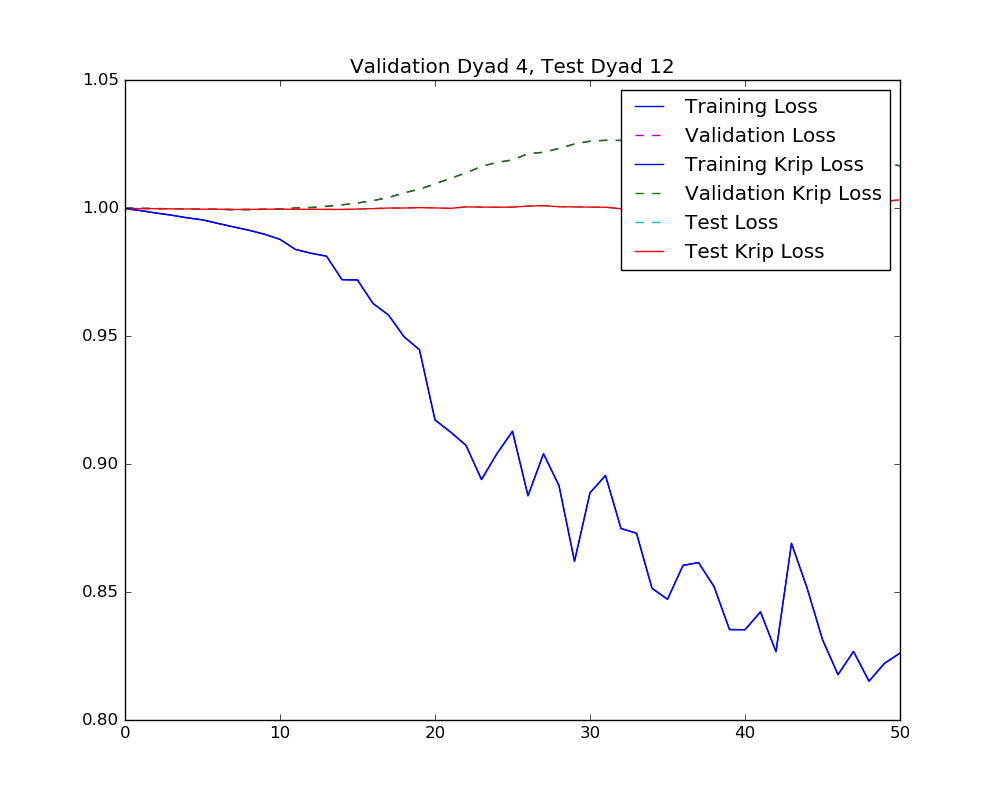 Validation Dyad 4, Test Dyad 12
1.05
1.00
0.95
0.90
0.85
0.80
Training Loss
Validation Loss
Training Krip Loss
Validation Krip Loss
Test Loss
Test Krip Loss
0 10 20 30 40 50